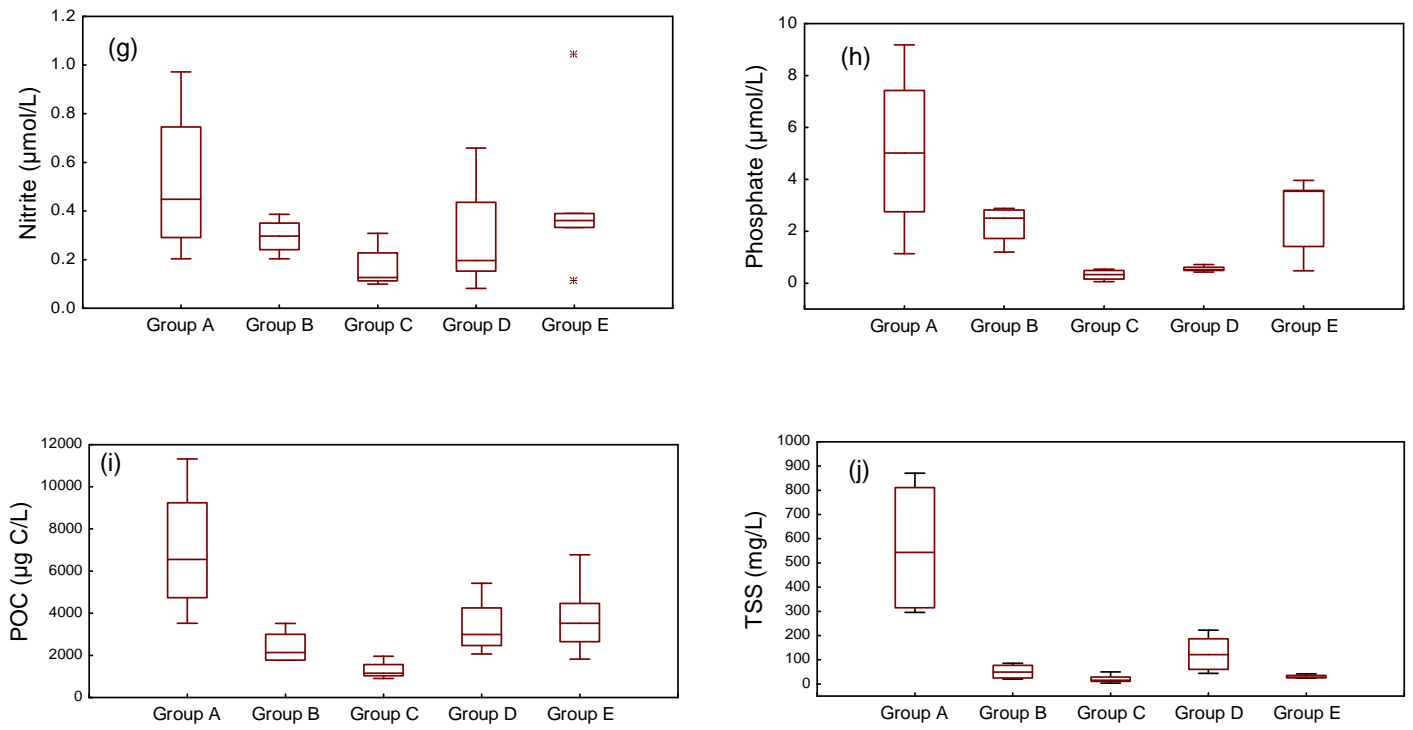 (g)
Nitrite (µmol/L)
1.2
1.0
0.8
0.6
0.4
0.2
0.0
Group A Group B Group C Group D Group E
(h)
Phosphate (µmol/L)
10
8
6
4
2
0
Group A Group B Group C Group D Group E
(i)
POC (µg C/L)
12000
10000
8000
6000
4000
2000
0
Group A Group B Group C Group D Group E
(j)
TSS (mg/L)
1000
900
800
700
600
500
400
300
200
100
0
Group A Group B Group C Group D Group E